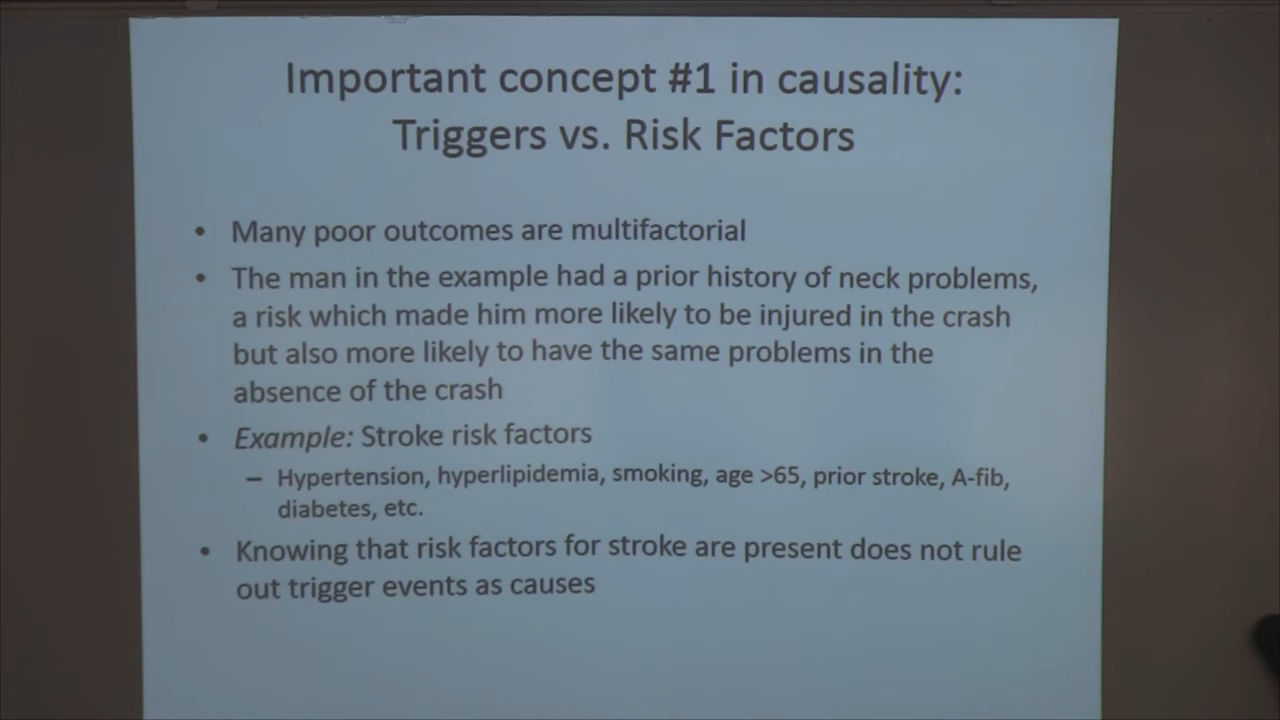 Important concept #1 in causality:
Triggers vs. Risk Factors
• Many poor outcomes are multifactorial
• The man in the example had a prior history of neck problems,
a risk which made him more likely to be injured in the crash
but also more likely to have the same problems in the
absence of the crash
• Example: Stroke risk factors
– Hypertension, hyperlipidemia, smoking, age >65, prior stroke, A-fib,
diabetes, etc.
• Knowing that risk factors for stroke are present does not rule
out trigger events as causes